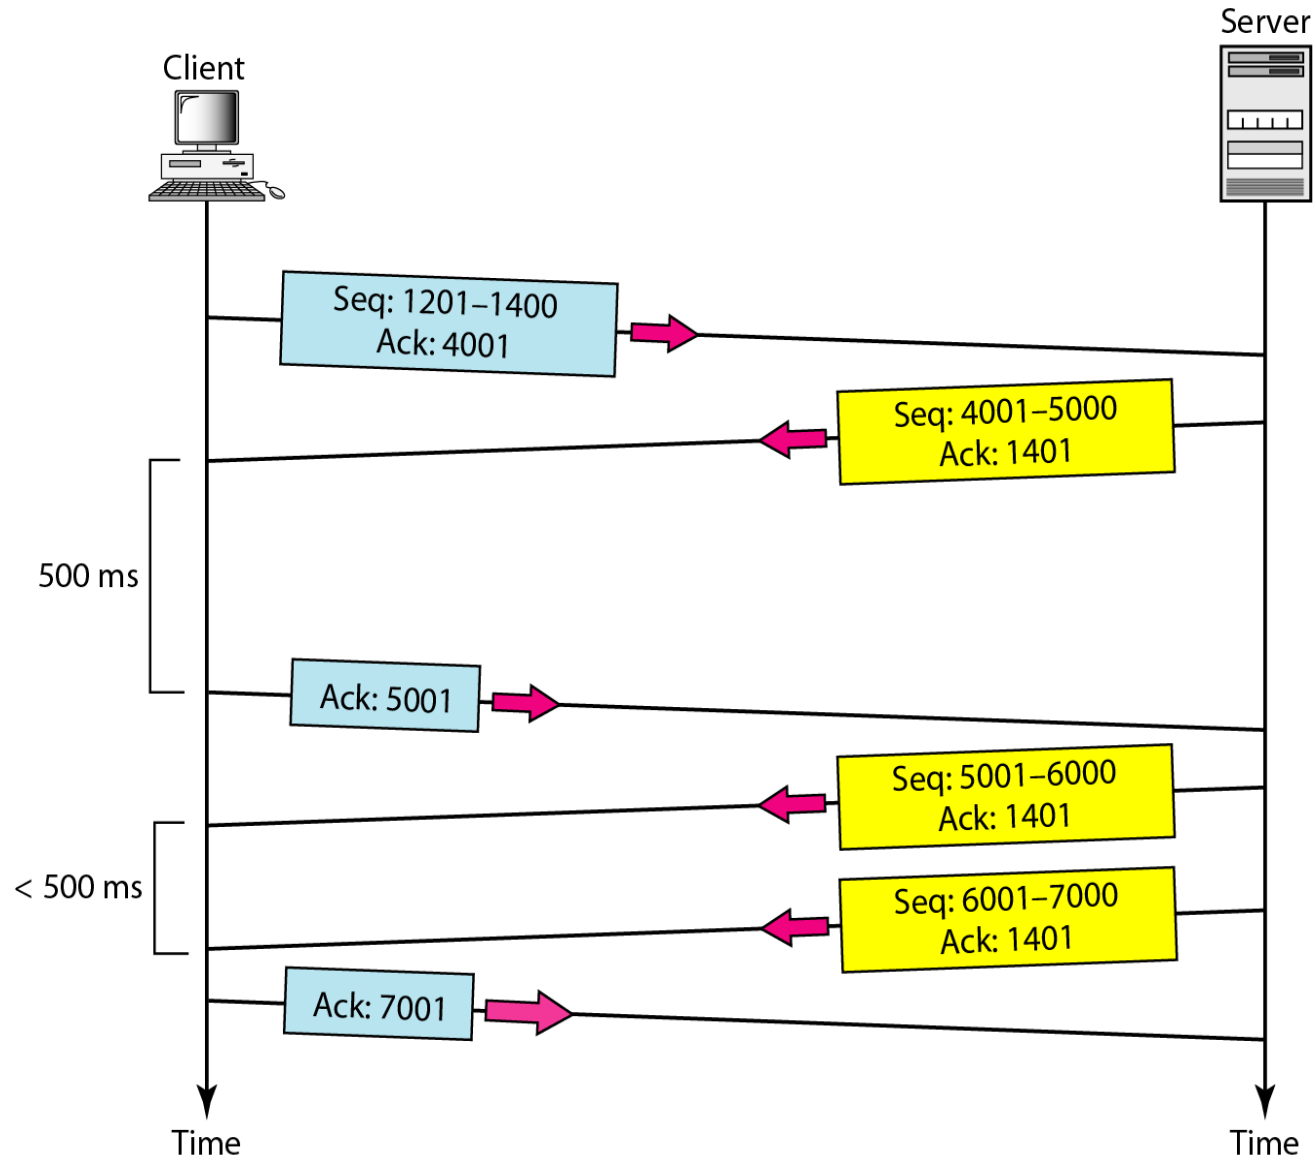 Server
Client
Seq: 1201–1400
Ack: 4001
Seq: 4001–5000
Ack: 1401
500 ms
Ack: 5001
Seq: 5001–6000
Ack: 1401
< 500 ms
Seq: 6001–7000
Ack: 1401
Ack: 7001
Time
Time